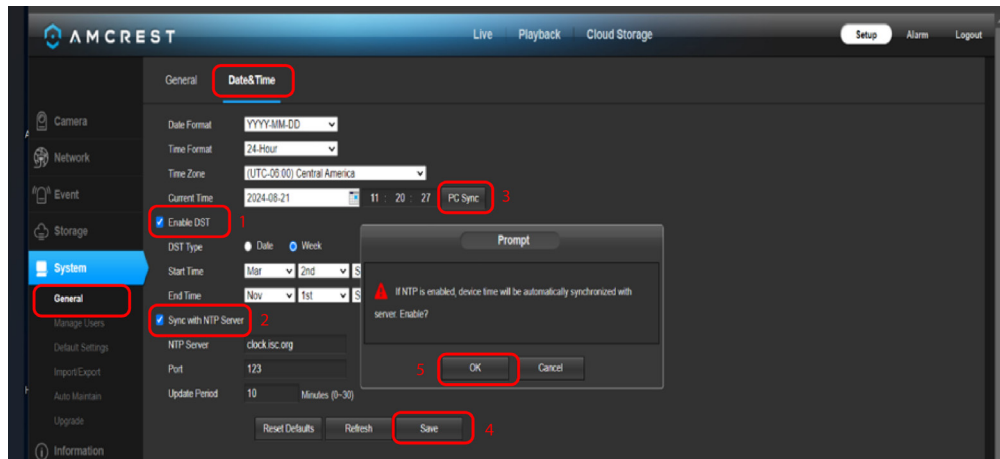 AMCREST
Live Playback Cloud Storage Setup Alarm Logout
General Date&Time
Camera
Network
Event
Storage
System
General
Manage Users
Default Settings
Import/Export
Auto Maintain
Upgrade
Information
Date Format YYYY-MM-DD
Time Format 24-Hour
Time Zone (UTC-06:00) Central America
Current Time 2024-08-21 11 : 20 : 27 PC Sync 3
Enable DST 1
DST Type Date Week
Start Time Mar 2nd S
End Time Nov 1st S
Sync with NTP Server 2
NTP Server clock.isc.org
Port 123
Update Period 10 Minutes (0~30)
Reset Defaults Refresh Save 4
Prompt
If NTP is enabled, device time will be automatically synchronized with
server. Enable?
5 OK Cancel